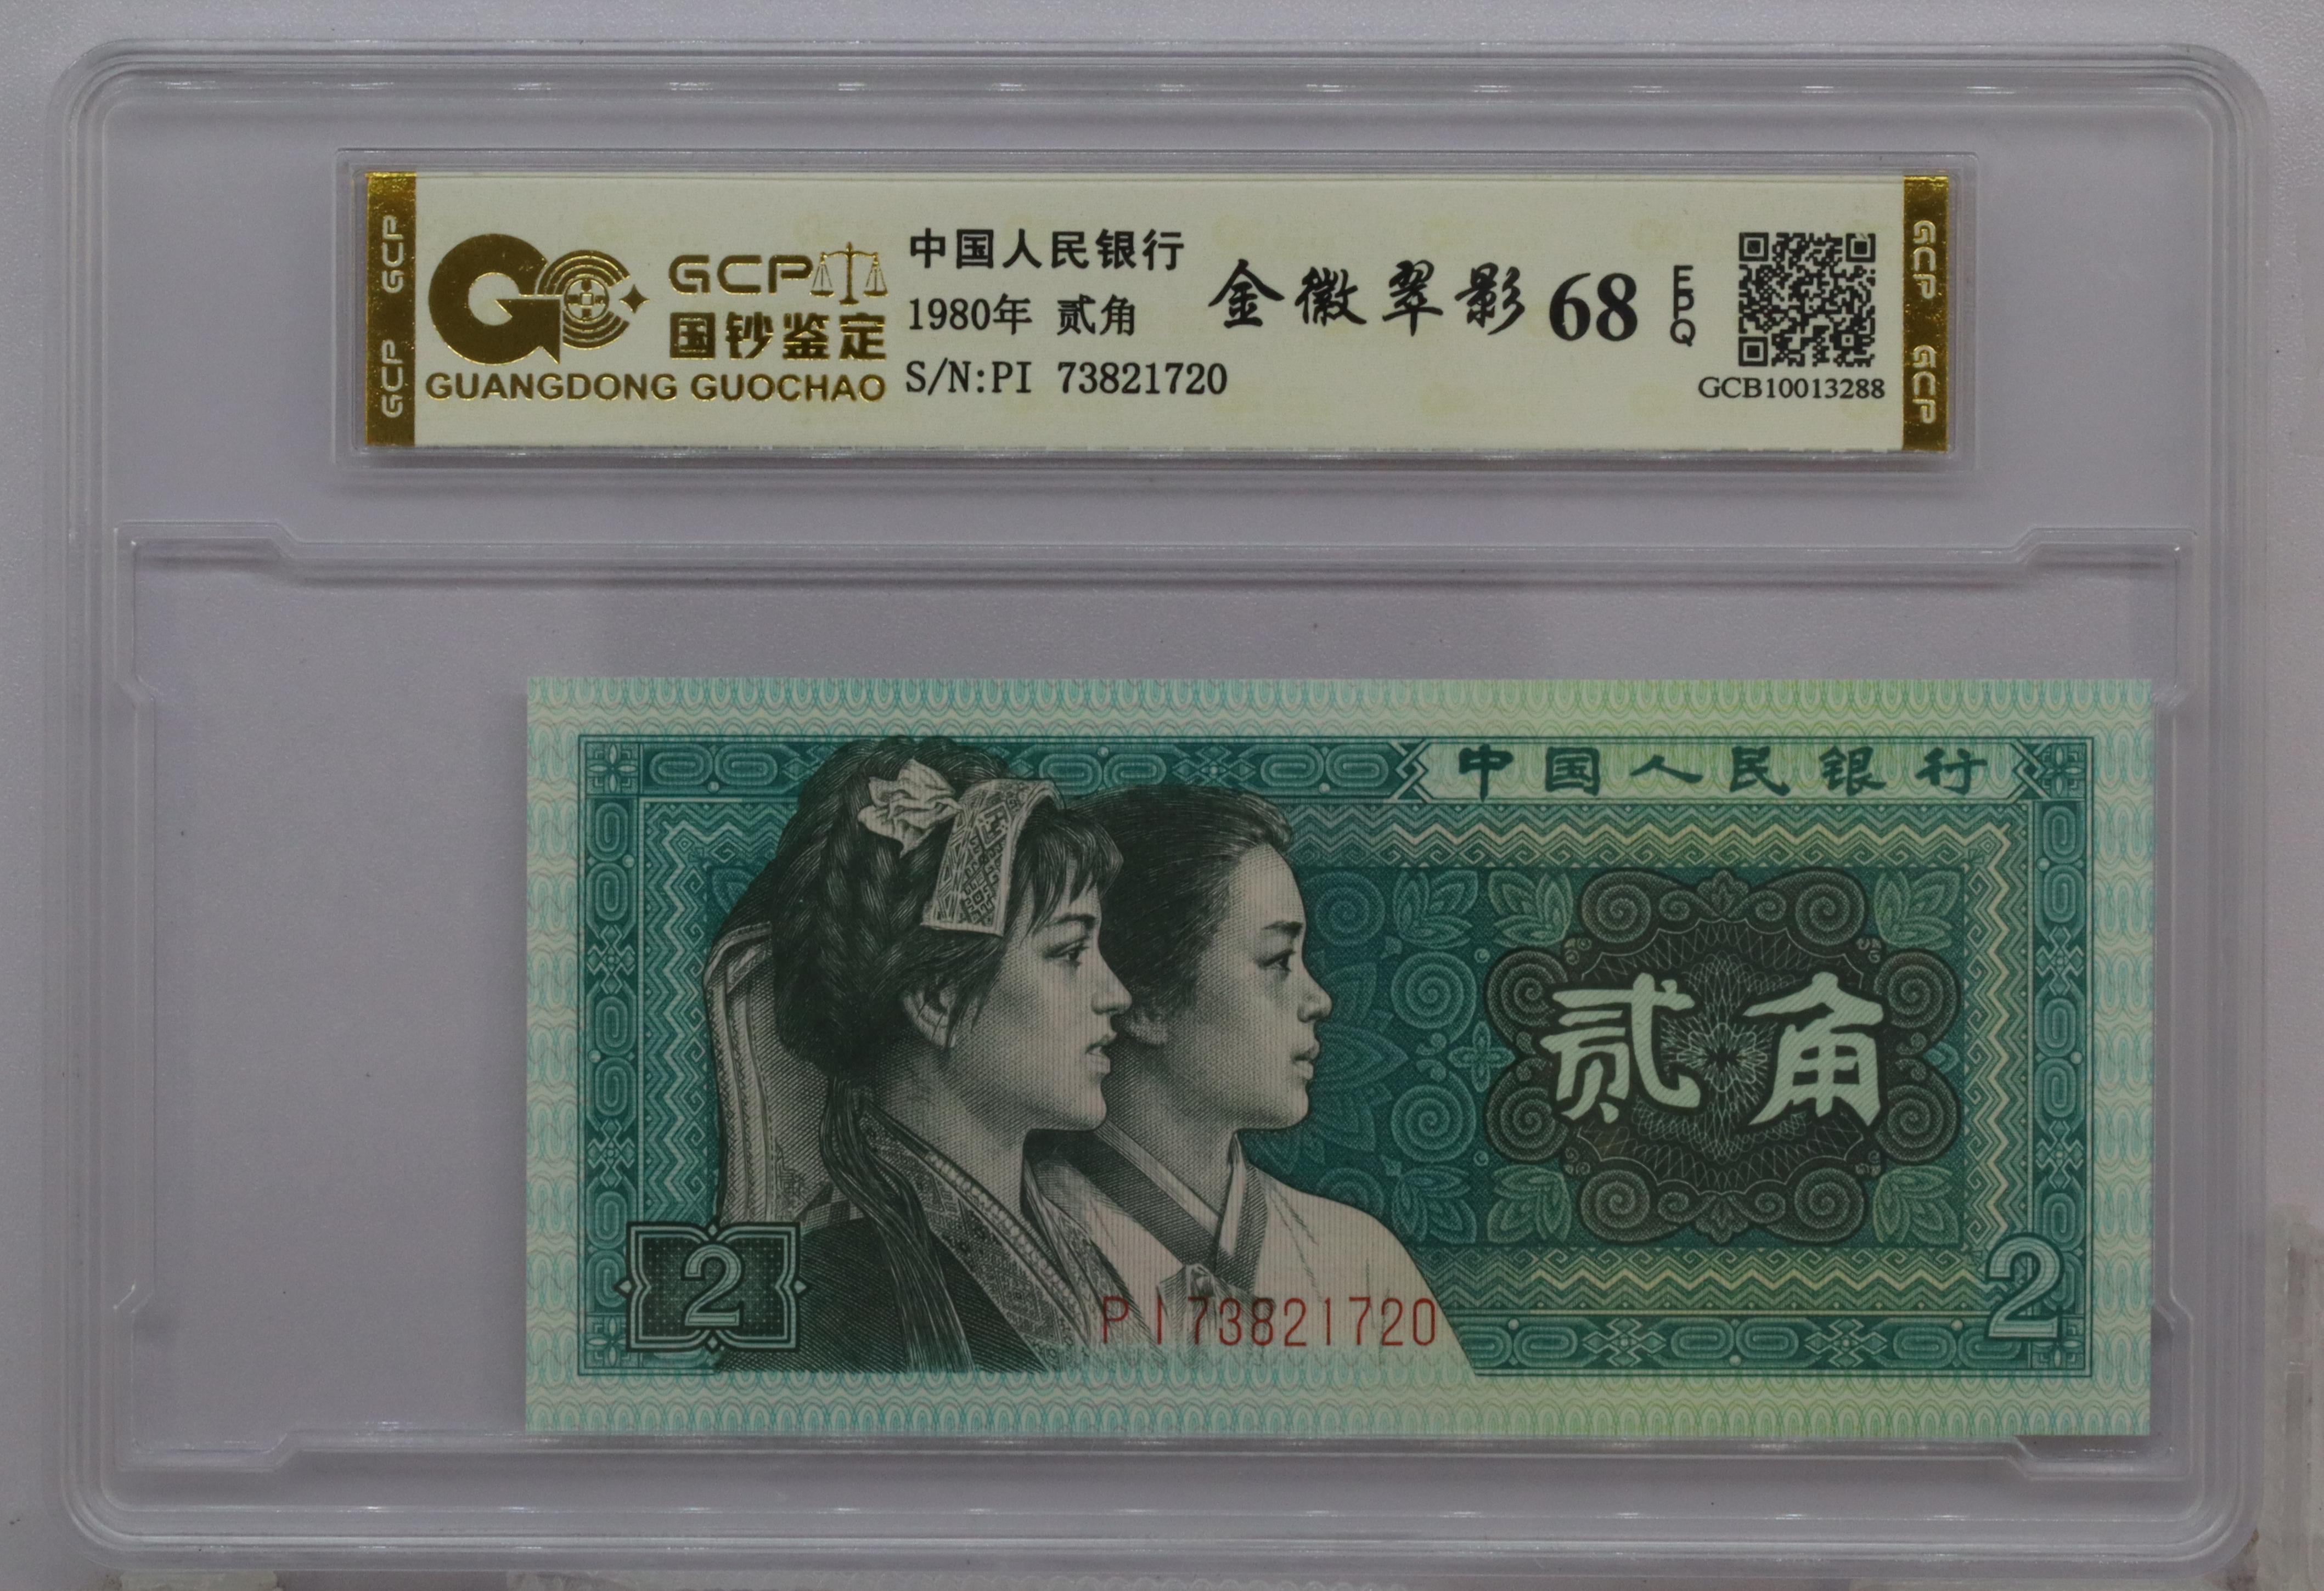 GCP GCP
GCP
国钞鉴定
GUANGDONG GUOCHAO
中国人民银行
1980年 贰角
S/N:PI 73821720
金徽翠影 68 EPQ
GCB10013288
GCP GCP
中国人民银行
贰角
2
PI73821720
2